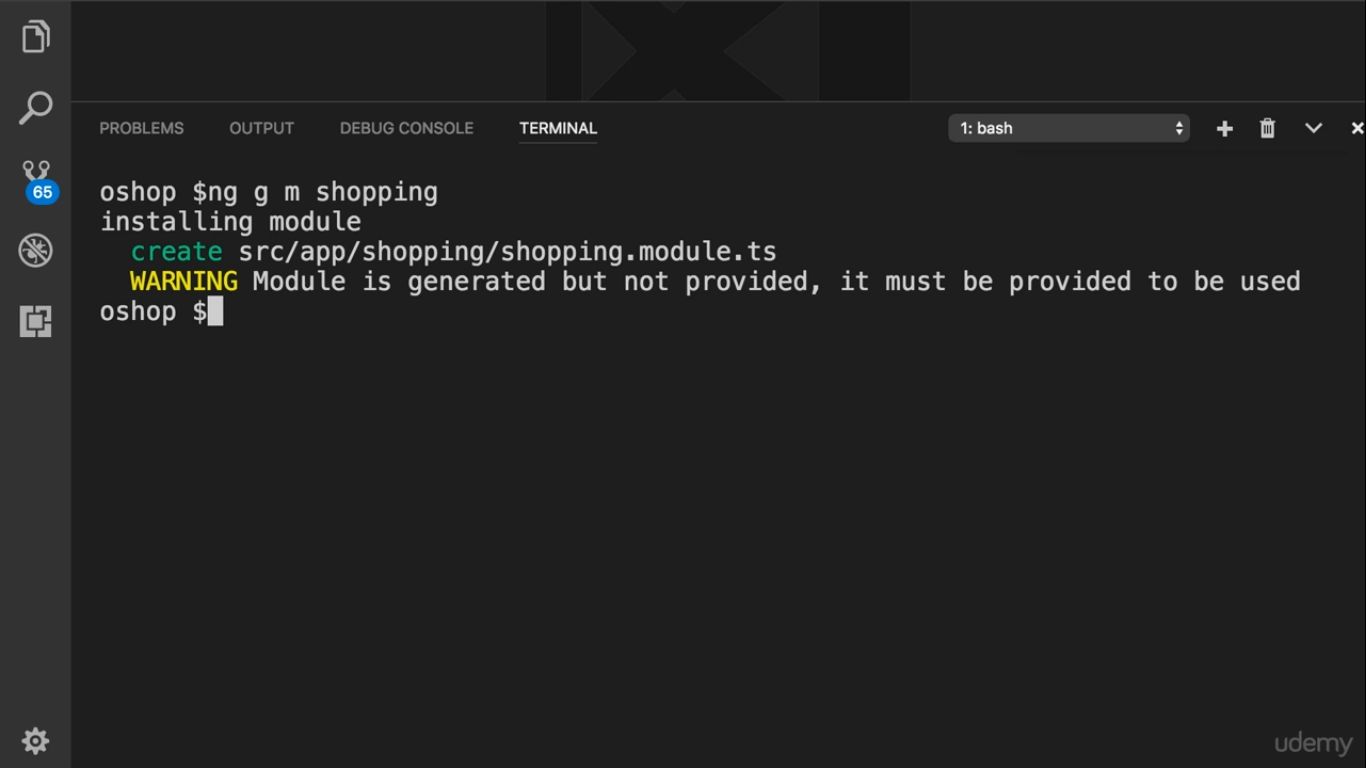 PROBLEMS OUTPUT DEBUG CONSOLE TERMINAL 1: bash
oshop $ng g m shopping
installing module
create src/app/shopping/shopping.module.ts
65
WARNING Module is generated but not provided, it must be provided to be used
oshop $
udemy